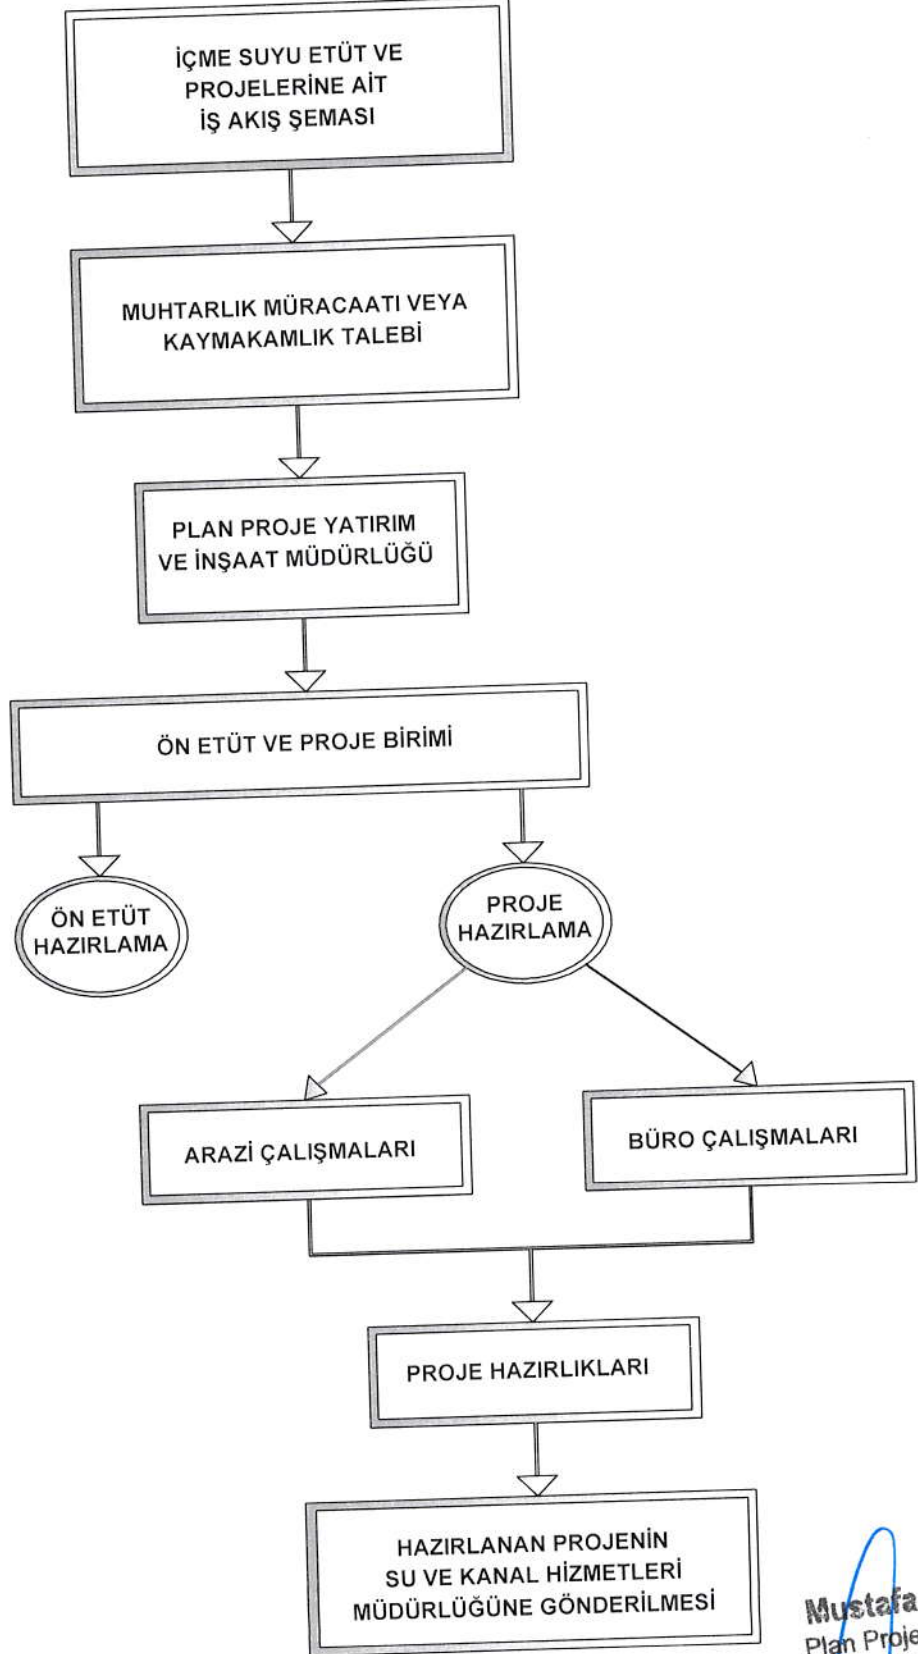 İÇME SUYU ETÜT VE
PROJELERİNE AİT
İŞ AKIŞ ŞEMASI
MUHTARLIK MÜRACAATI VEYA
KAYMAKAMLIK TALEBİ
PLAN PROJE YATIRIM
VE İNŞAAT MÜDÜRLÜĞÜ
ÖN ETÜT VE PROJE BİRİMİ
ÖN ETÜT
HAZIRLAMA
PROJE
HAZIRLAMA
ARAZİ ÇALIŞMALARI
BÜRO ÇALIŞMALARI
PROJE HAZIRLIKLARI
HAZIRLANAN PROJENİN
SU VE KANAL HİZMETLERİ
MÜDÜRLÜĞÜNE GÖNDERİLMESİ
Mustafa
Plan Proje